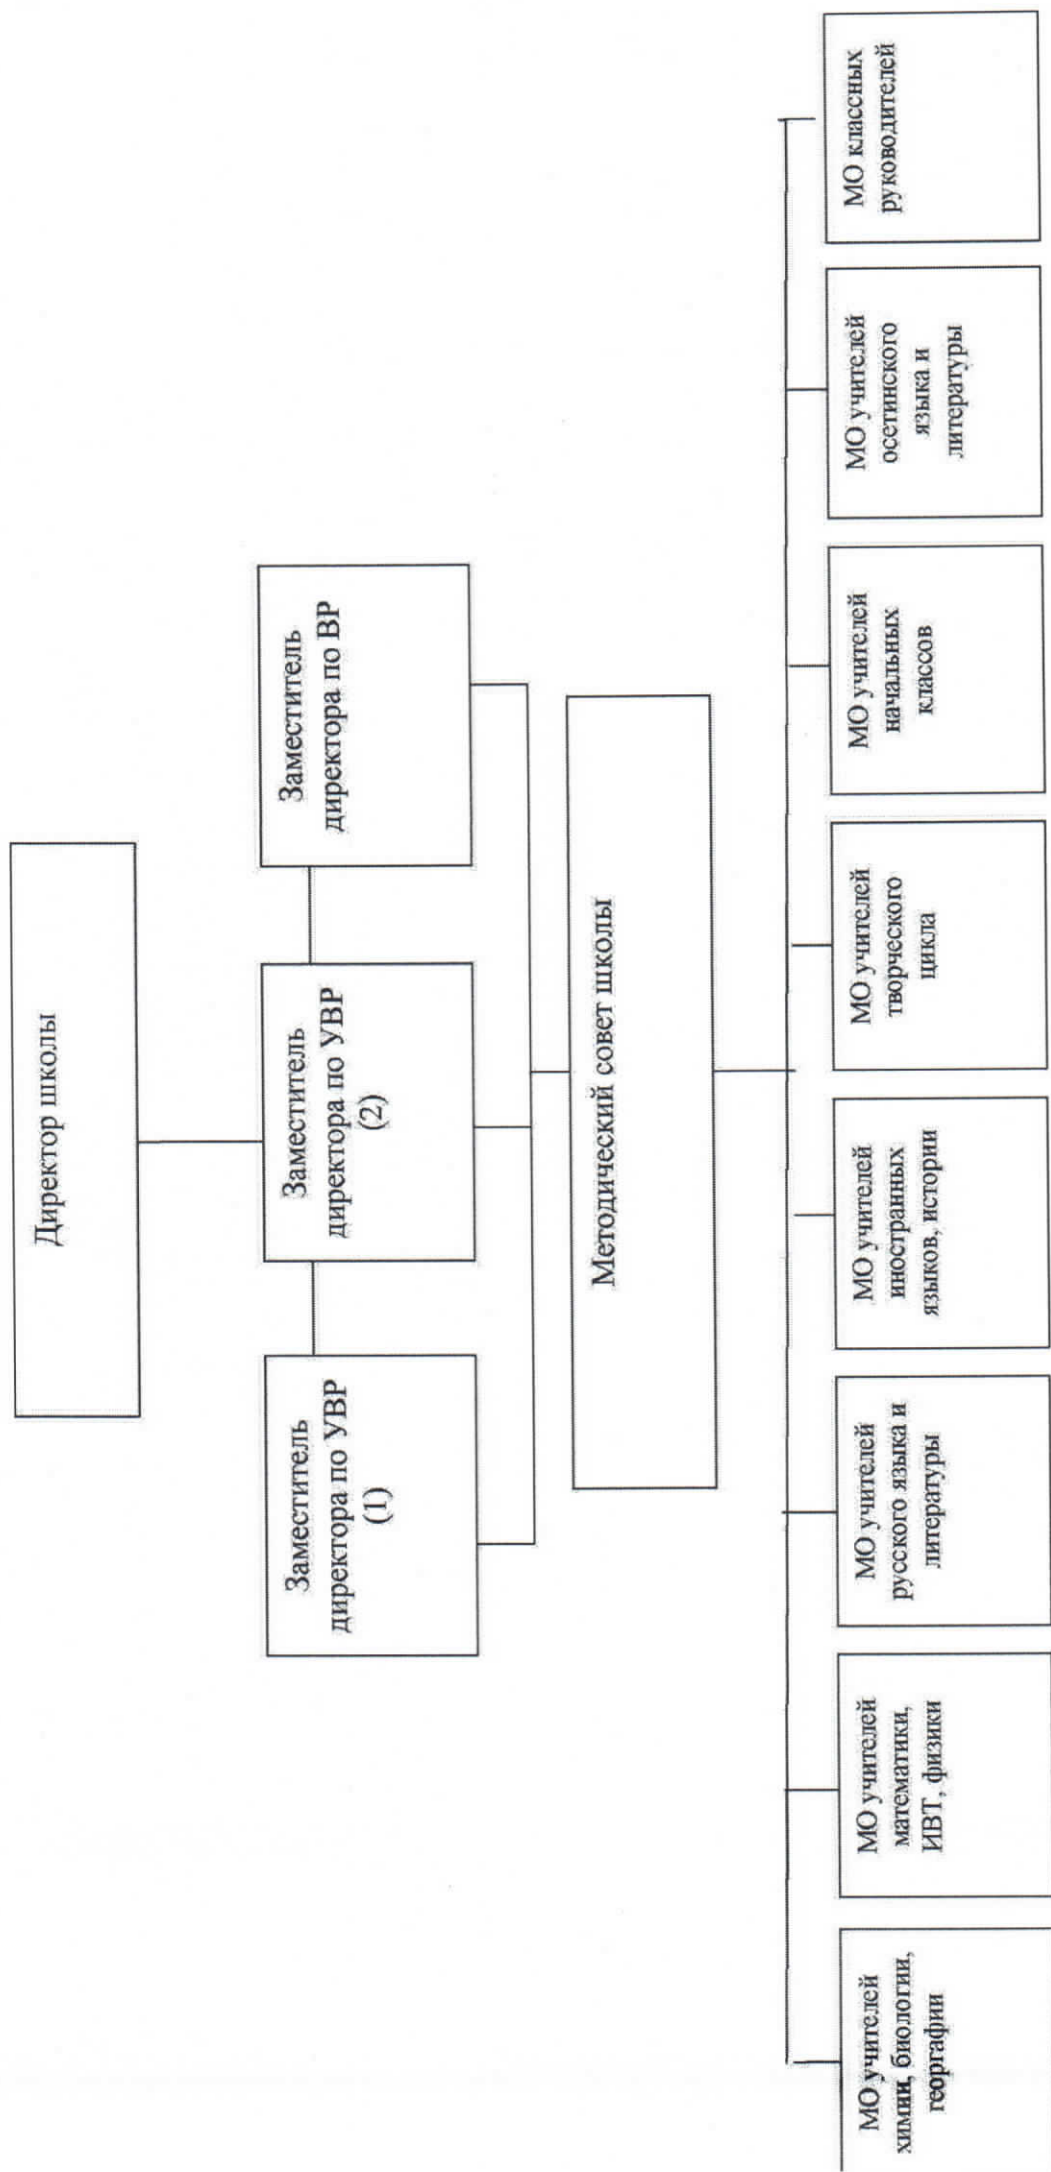 Директор школы
Заместитель
директора по УВР
(1)
Заместитель
директора по УВР
(2)
Заместитель
директора по ВР
Методический совет школы
МО учителей
химии, биологии,
георгафии
МО учителей
математики,
ИВТ, физики
МО учителей
русского языка и
литературы
МО учителей
иностранных
языков, истории
МО учителей
творческого
цикла
МО учителей
начальных
классов
МО учителей
осетинского
языка и
литературы
МО классных
руководителей